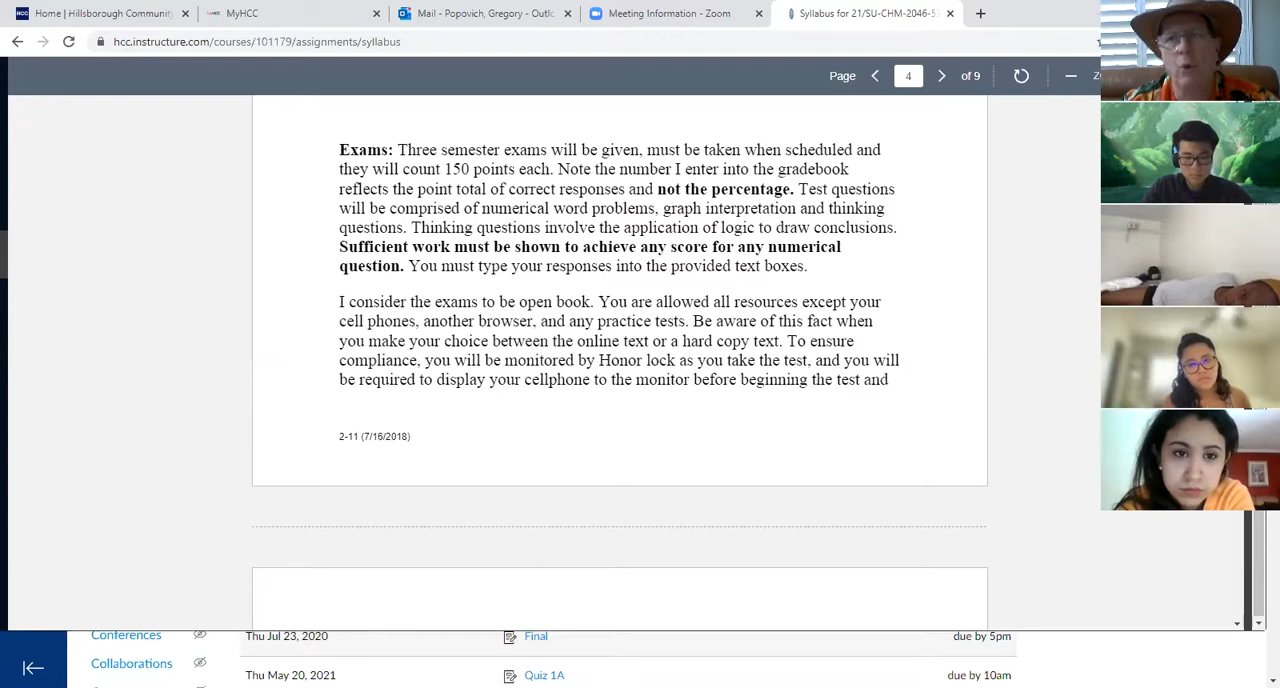 Home | Hillsborough Community
MyHCC
Mail - Popovich, Gregory - Outlo
Meeting Information - Zoom
Syllabus for 21/SU-CHM-2046-5
hcc.instructure.com/courses/101179/assignments/syllabus
Page 4 of 9
Exams: Three semester exams will be given, must be taken when scheduled and
they will count 150 points each. Note the number I enter into the gradebook
reflects the point total of correct responses and not the percentage. Test questions
will be comprised of numerical word problems, graph interpretation and thinking
questions. Thinking questions involve the application of logic to draw conclusions.
Sufficient work must be shown to achieve any score for any numerical
question. You must type your responses into the provided text boxes.
I consider the exams to be open book. You are allowed all resources except your
cell phones, another browser, and any practice tests. Be aware of this fact when
you make your choice between the online text or a hard copy text. To ensure
compliance, you will be monitored by Honor lock as you take the test, and you will
be required to display your cellphone to the monitor before beginning the test and
2-11 (7/16/2018)
Conferences
Thu Jul 23, 2020 Final due by 5pm
Collaborations
Thu May 20, 2021 Quiz 1A due by 10am